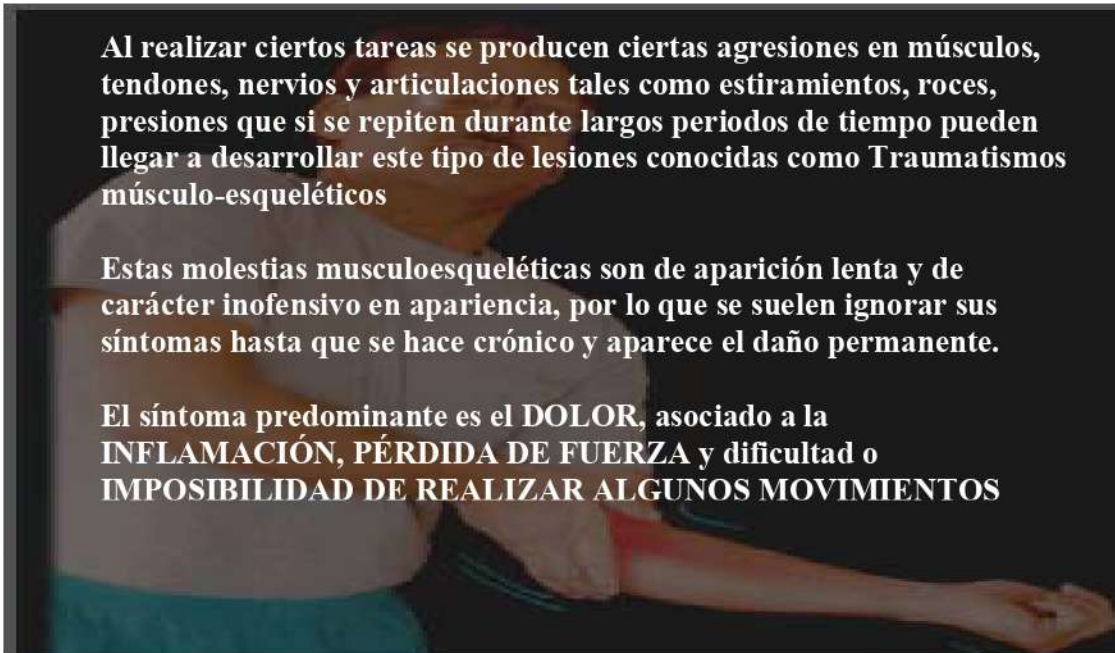 Al realizar ciertos tareas se producen ciertas agresiones en músculos,
tendones, nervios y articulaciones tales como estiramientos, roces,
presiones que si se repiten durante largos periodos de tiempo pueden
llegar a desarrollar este tipo de lesiones conocidas como Traumatismos
músculo-esqueléticos
Estas molestias musculoesqueléticas son de aparición lenta y de
carácter inofensivo en apariencia, por lo que se suelen ignorar sus
síntomas hasta que se hace crónico y aparece el daño permanente.
El síntoma predominante es el DOLOR, asociado a la
INFLAMACIÓN, PÉRDIDA DE FUERZA y dificultad o
IMPOSIBILIDAD DE REALIZAR ALGUNOS MOVIMIENTOS